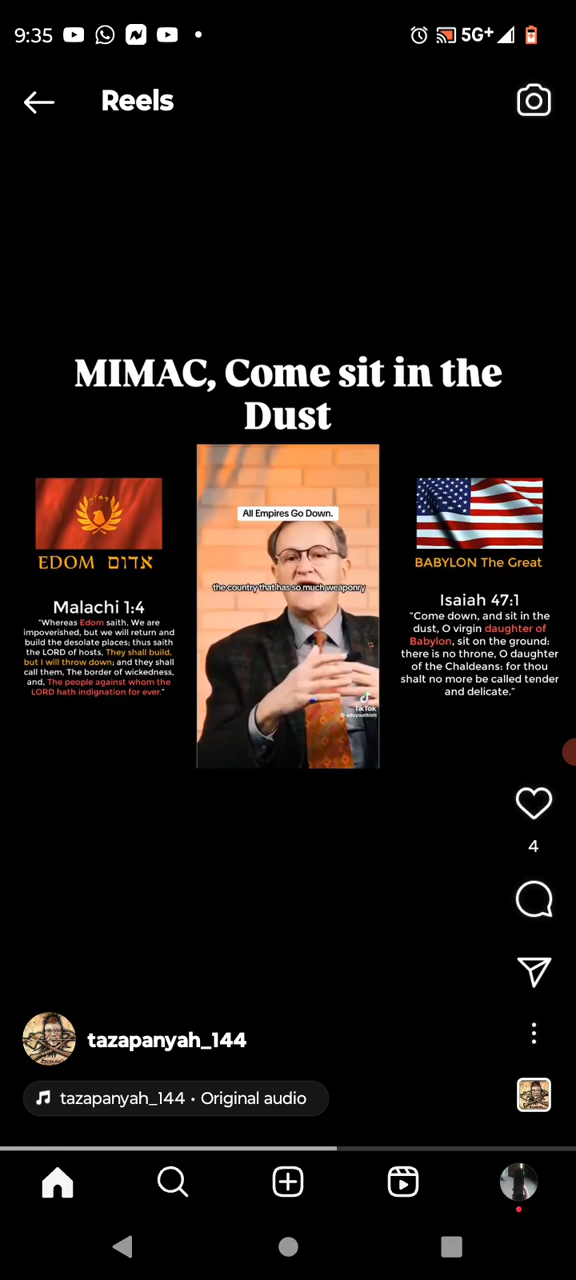 9:35
5G+
Reels
MIMAC, Come sit in the
Dust
EDOM אדום
Malachi 1:4
"Whereas Edom saith, We are
impoverished, but we will return and
build the desolate places; thus saith
the LORD of hosts, They shall build,
but I will throw down; and they shall
call them, The border of wickedness,
and, The people against whom the
LORD hath indignation for ever."
All Empires Go Down.
the country that has so much weaponry
TikTok
BABYLON The Great
Isaiah 47:1
"Come down, and sit in the
dust, O virgin daughter of
Babylon, sit on the ground:
there is no throne, O daughter
of the Chaldeans: for thou
shalt no more be called tender
and delicate."
4
tazapanyah_144
tazapanyah_144 • Original audio